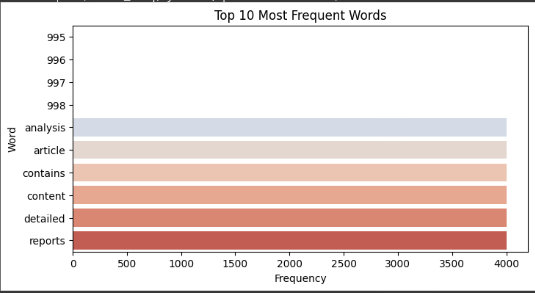 Top 10 Most Frequent Words
995
996
997
998
analysis
article
contains
content
detailed
reports
Word
0 500 1000 1500 2000 2500 3000 3500 4000
Frequency